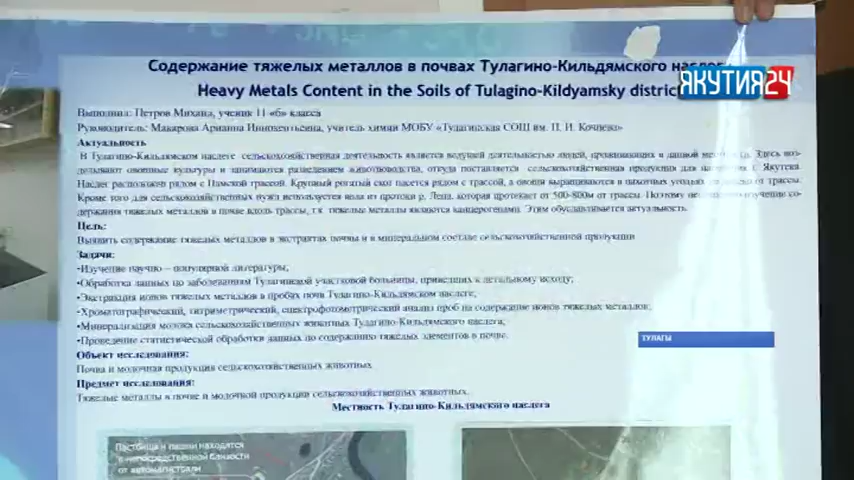 Содержание тяжелых металлов в почвах Тулагино-Кильдямского наслега
Heavy Metals Content in the Soils of Tulagino-Kildyamsky district
ЯКУТИЯ24
Выполнил: Петров Михаил, ученик 11 «б» класса
Руководитель: Макарова Арианна Иннокентьевна, учитель химии МОБУ «Тулагинская СОШ им. П. И. Кочнева»
Актуальность
В Тулагино-Кильдямском наслеге сельскохозяйственная деятельность является ведущей деятельностью людей, проживающих в данной Здесь воз-
делывают овощные культуры и занимаются разведением животноводства, откуда поставляется сельскохозяйственная продукция для г. Якутска.
Наслег расположен рядом с Намской трассой. Крупный рогатый скот пасется рядом с трассой, а овощи выращиваются в пахотных угодьях от трассы.
Кроме того для сельскохозяйственных нужд используется вода из протоки р. Лена, которая протекает от 500-800м от трассы. Поэтому изучение со-
держания тяжелых металлов в почве вдоль трассы, т.к. тяжелые металлы являются канцерогенами. Этим обуславливается актуальность.
Цель:
Выявить содержание тяжелых металлов в экстрактах почвы и в минеральном составе сельскохозяйственной продукции
Задачи:
•Изучение научно – популярной литературы;
•Обработка данных по заболеваниям Тулагинской участковой больницы, приведших к летальному исходу;
•Экстракция ионов тяжелых металлов в пробах почв Тулагино-Кильдямском наслеге;
•Хроматографический, титриметрический, спектрофотометрический анализ проб на содержание ионов тяжелых металлов;
•Минерализация молока сельскохозяйственных животных Тулагино-Кильдямского наслега;
•Проведение статистической обработки данных по содержанию тяжелых элементов в почве.
ТУЛАГЫ
Объект исследования:
Почва и молочная продукция сельскохозяйственных животных
Предмет исследования:
Тяжелые металлы в почве и молочной продукции сельскохозяйственных животных.
Местность Тулагино-Кильдямского наслега
Пастбища и пашни находятся
в непосредственной близости
от автомагистрали